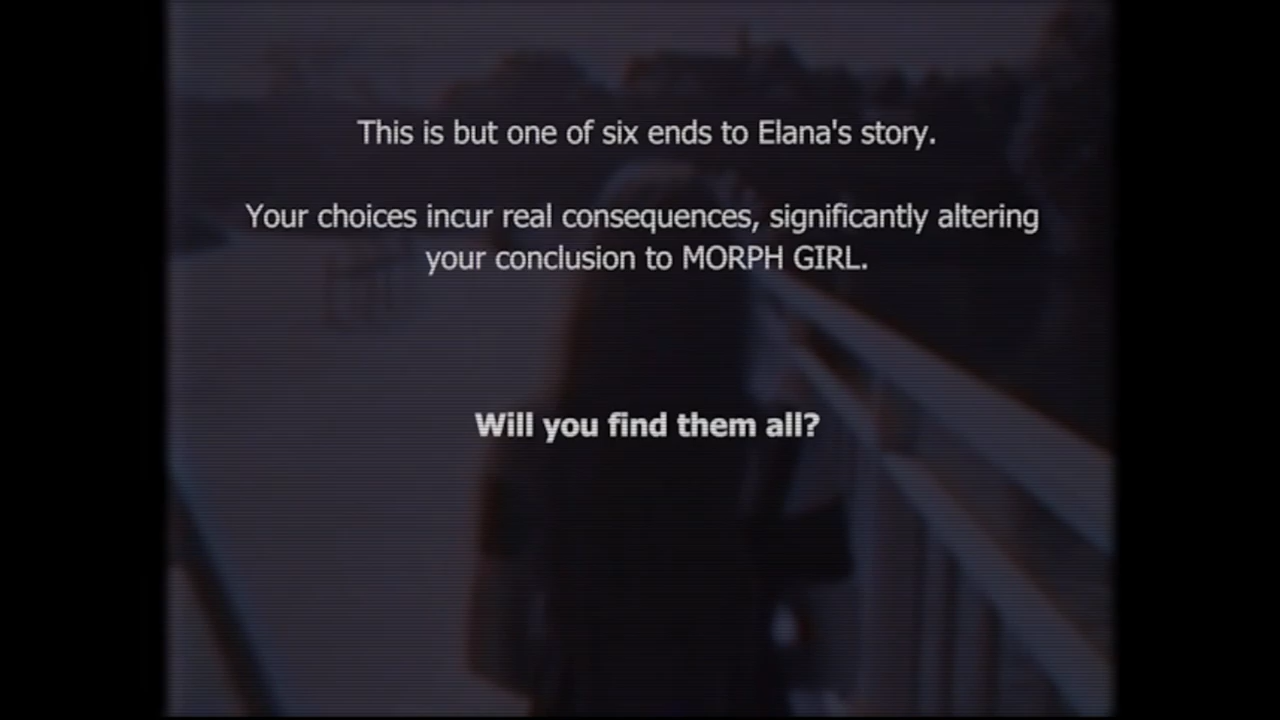 This is but one of six ends to Elana's story.
Your choices incur real consequences, significantly altering
your conclusion to MORPH GIRL.
Will you find them all?